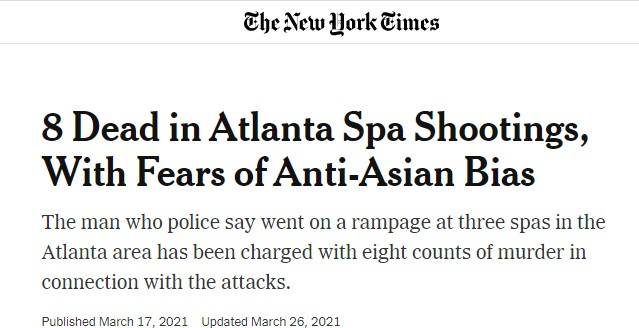 The New York Times
8 Dead in Atlanta Spa Shootings,
With Fears of Anti-Asian Bias
The man who police say went on a rampage at three spas in the
Atlanta area has been charged with eight counts of murder in
connection with the attacks.
Published March 17, 2021 Updated March 26, 2021